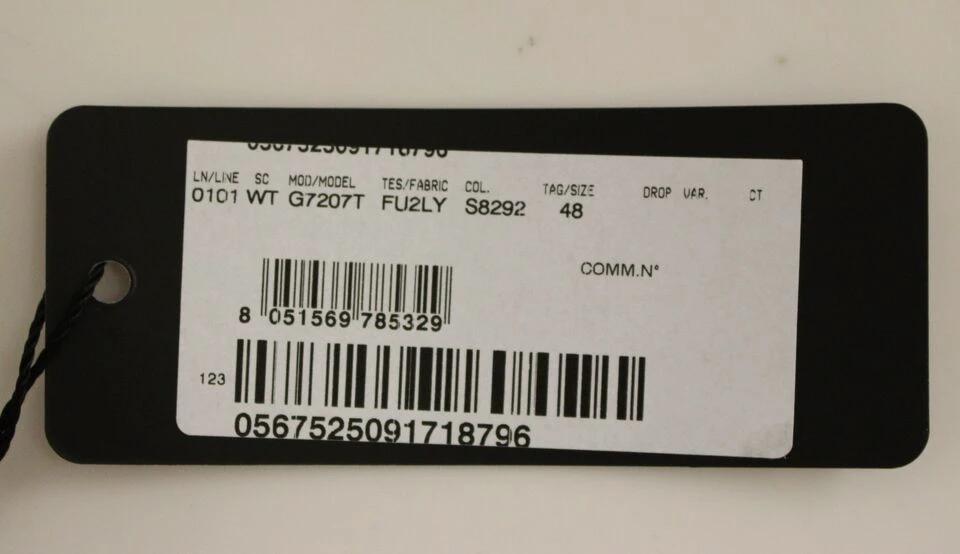 0567525091718796
LN/LINE SC MOD/MODEL TES/FABRIC COL. TAG/SIZE DROP VAR. CT
0101 WT G7207T FU2LY S8292 48
COMM.N°
8 051569 785329
123
0567525091718796